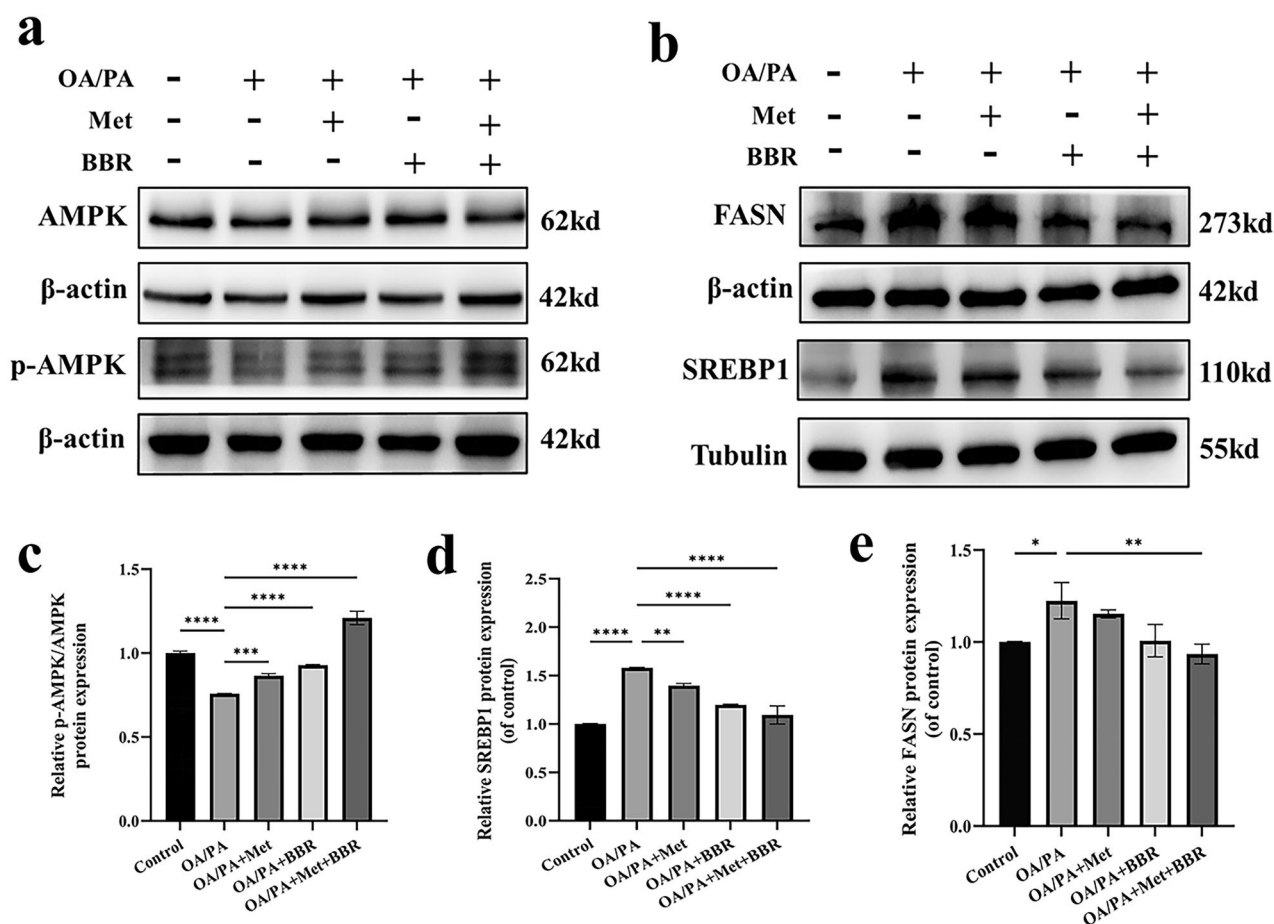 a
OA/PA - + + + +
Met - - + - +
BBR - - - + +
AMPK 62kd
β-actin 42kd
p-AMPK 62kd
β-actin 42kd
b
OA/PA - + + + +
Met - - + - +
BBR - - - + +
FASN 273kd
β-actin 42kd
SREBP1 110kd
Tubulin 55kd
c
Relative p-AMPK/AMPK
protein expression
1.5
1.0
0.5
0.0
****
****
****
***
Control
OA/PA
OA/PA+Met
OA/PA+BBR
OA/PA+Met+BBR
d
Relative SREBP1 protein expression
(of control)
2.5
2.0
1.5
1.0
0.5
0.0
****
****
**** **
Control
OA/PA
OA/PA+Met
OA/PA+BBR
OA/PA+Met+BBR
e
Relative FASN protein expression
(of control)
1.5
1.0
0.5
0.0
* **
Control
OA/PA
OA/PA+Met
OA/PA+BBR
OA/PA+Met+BBR